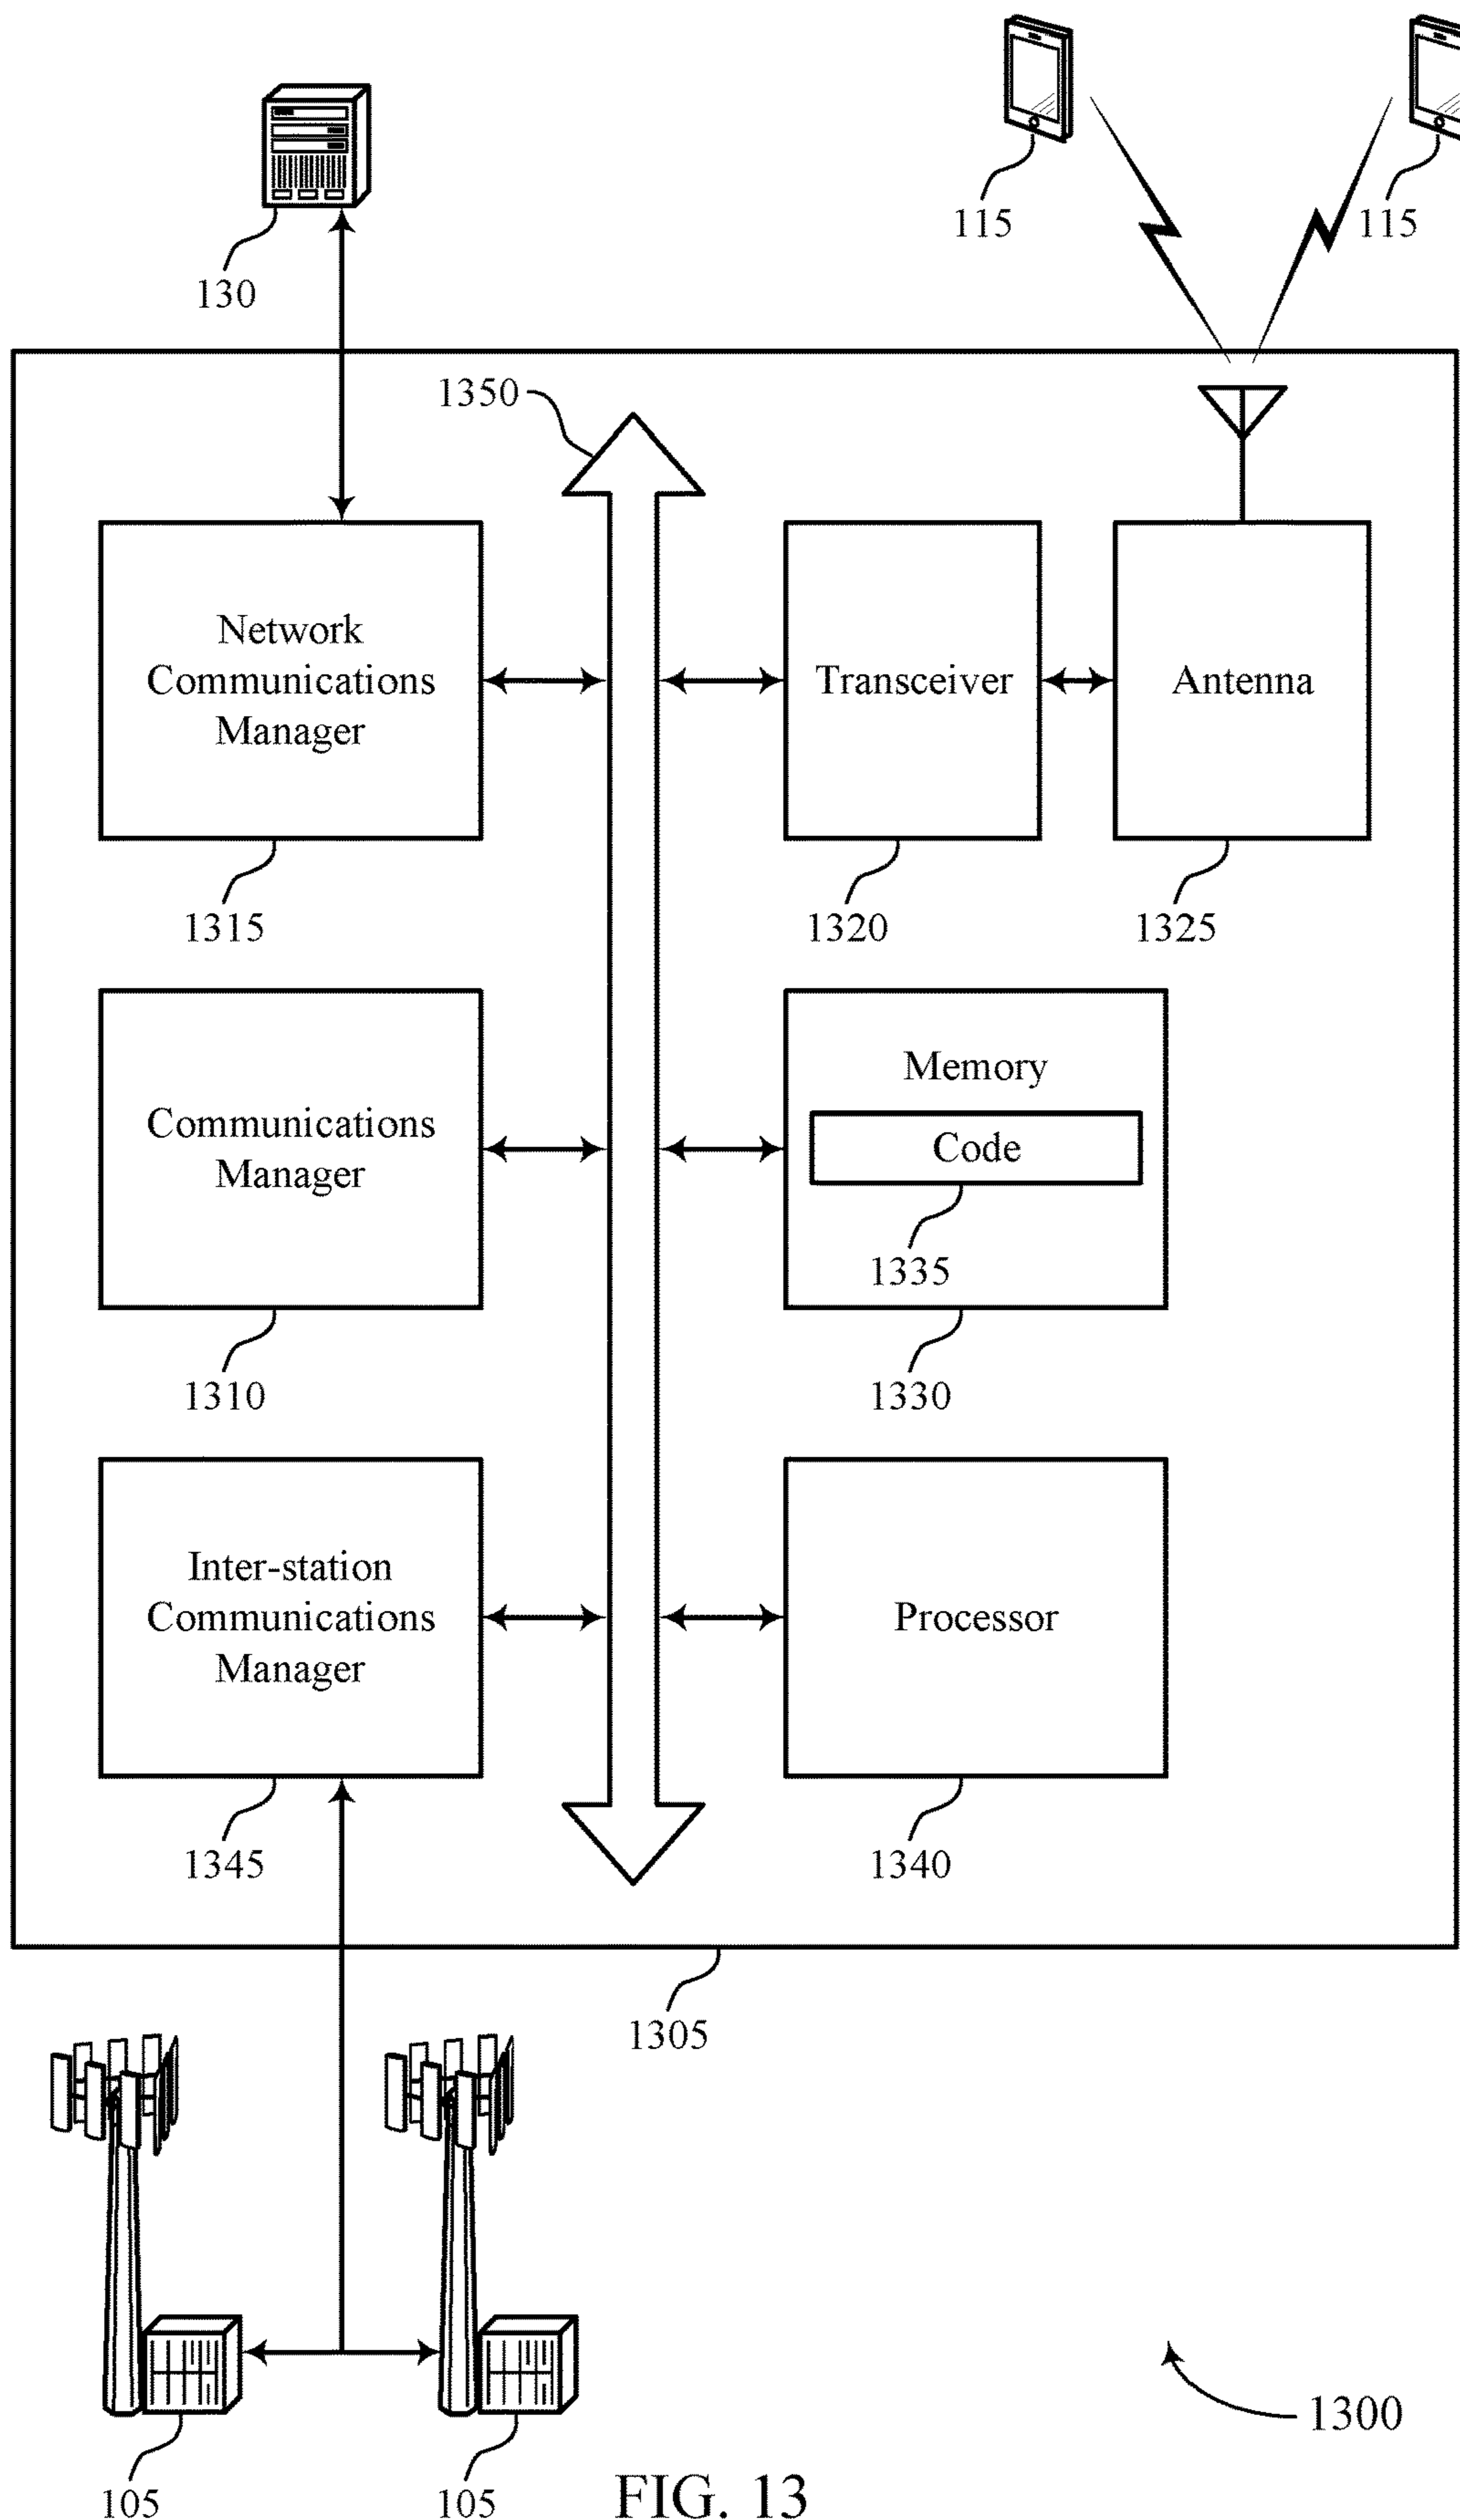 115
115
130
1350
Network
Communications
Manager
Transceiver
Antenna
1315
1320
1325
Communications
Manager
Memory
Code
1335
1310
1330
Inter-station
Communications
Manager
Processor
1345
1340
1305
1300
105
105
FIG. 13